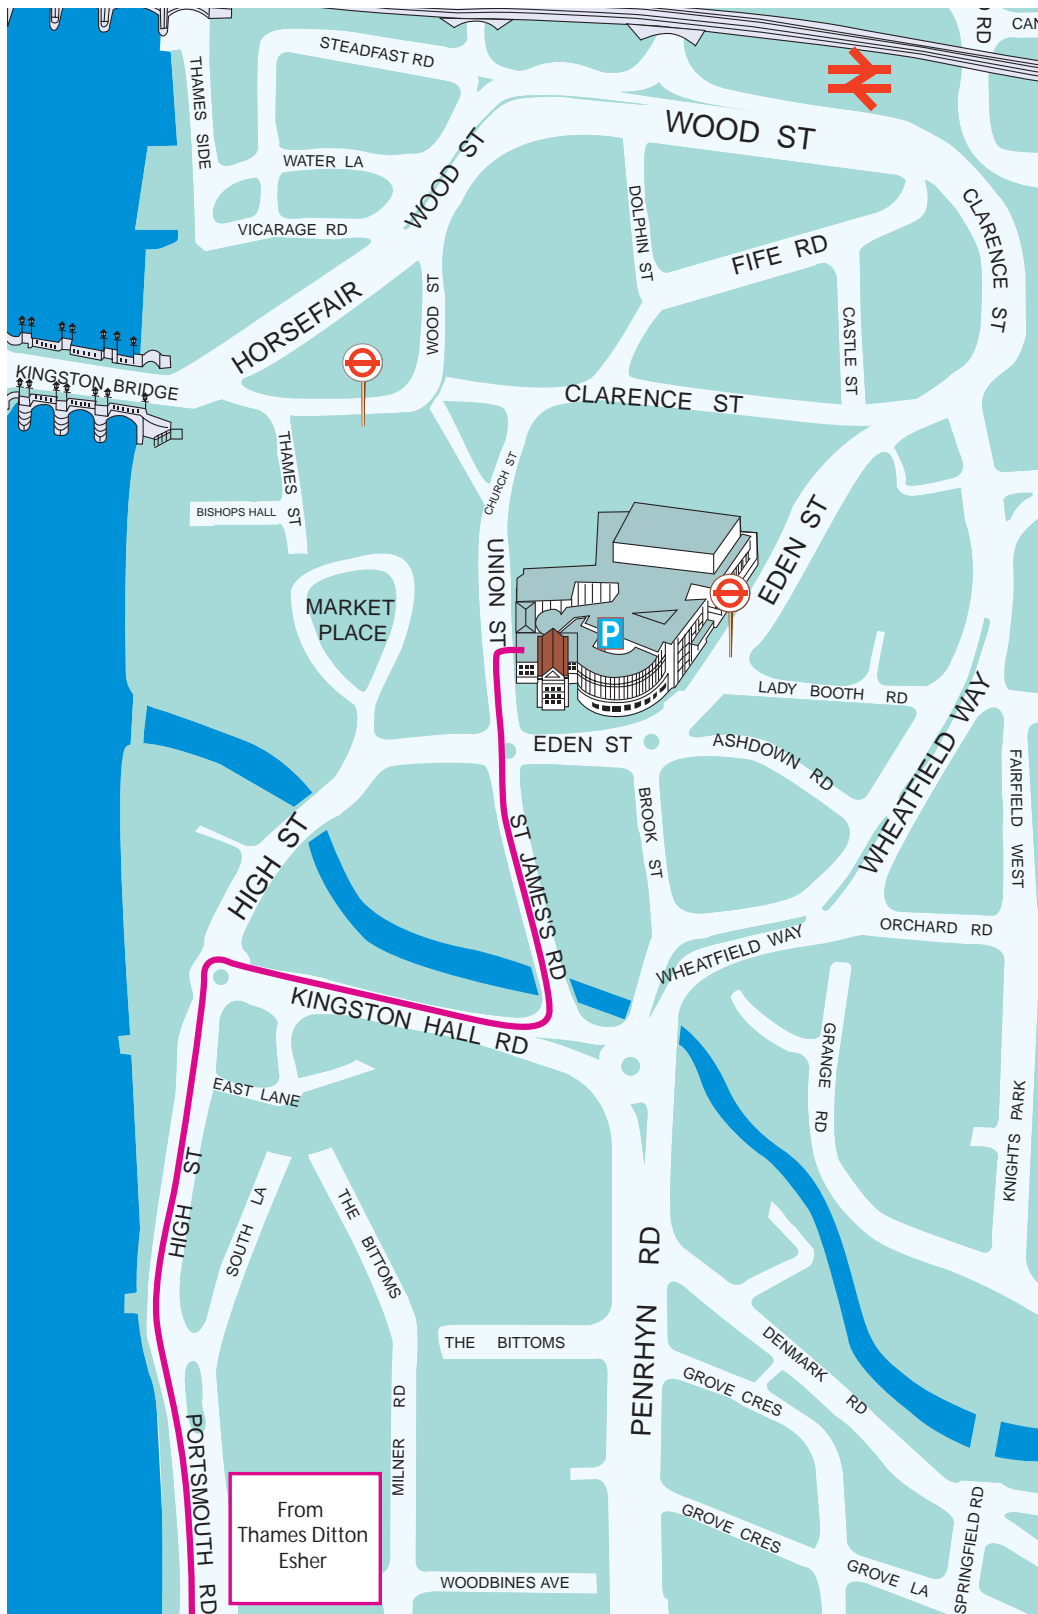 RD
CAN
STEADFAST RD
THAMES SIDE
WOOD ST
WOOD ST
WATER LA
DOLPHIN ST
CLARENCE ST
VICARAGE RD
FIFE RD
WOOD ST
HORSEFAIR
CASTLE ST
KINGSTON BRIDGE
CLARENCE ST
THAMES ST
CHURCH ST
BISHOPS HALL
EDEN ST
UNION ST
MARKET
PLACE
P
LADY BOOTH RD
WHEATFIELD WAY
EDEN ST
ASHDOWN RD
FAIRFIELD WEST
BROOK ST
HIGH ST
ST JAMES'S RD
ORCHARD RD
WHEATFIELD WAY
KINGSTON HALL RD
GRANGE RD
EAST LANE
KNIGHTS PARK
HIGH ST
SOUTH LA
THE BITTOMS
PENRHYN RD
THE BITTOMS
DENMARK RD
GROVE CRES
MILNER RD
PORTSMOUTH RD
From
Thames Ditton
Esher
GROVE CRES
SPRINGFIELD RD
WOODBINES AVE
GROVE LA